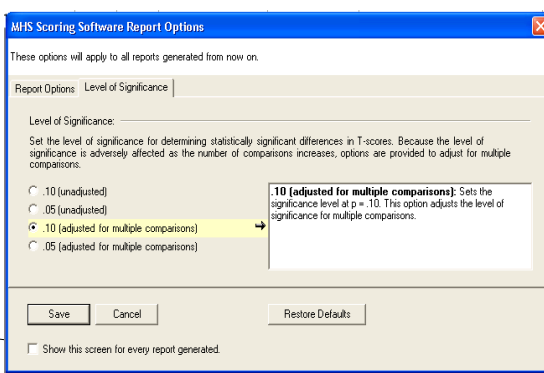 MHS Scoring Software Report Options
These options will apply to all reports generated from now on.
Report Options Level of Significance
Level of Significance:
Set the level of significance for determining statistically significant differences in T-scores. Because the level of
significance is adversely affected as the number of comparisons increases, options are provided to adjust for multiple
comparisons.
.10 (unadjusted)
.05 (unadjusted)
.10 (adjusted for multiple comparisons)
.05 (adjusted for multiple comparisons)
.10 (adjusted for multiple comparisons): Sets the
significance level at p = .10. This option adjusts the level of
significance for multiple comparisons.
Save Cancel Restore Defaults
Show this screen for every report generated.